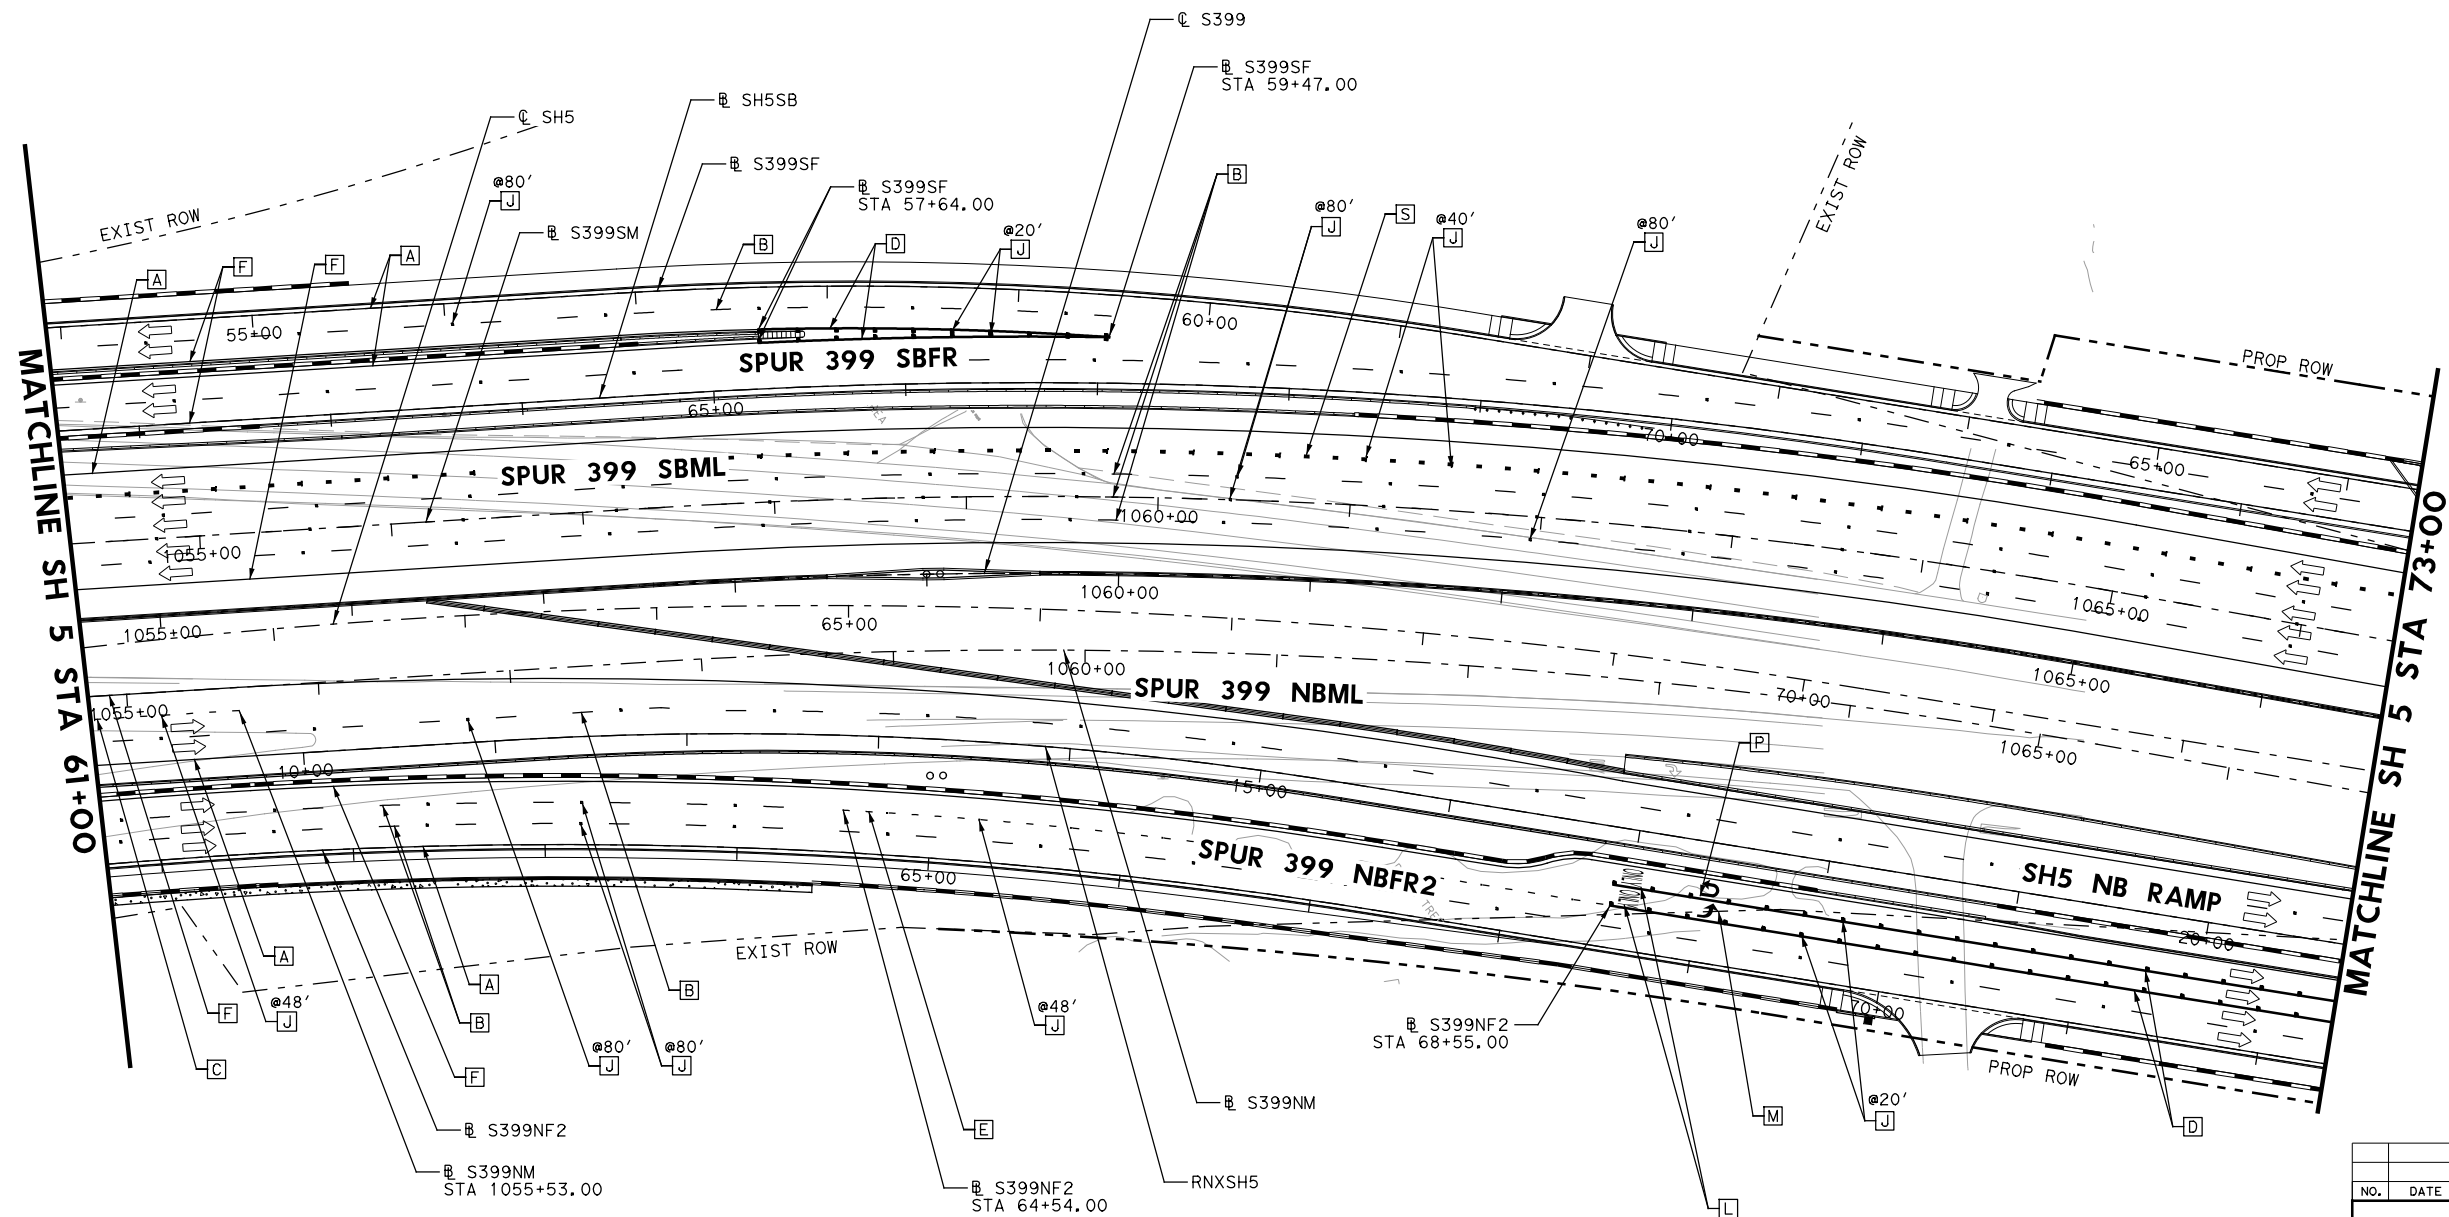 ℄ S399
B̲L S399SF
STA 59+47.00
B̲L SH5SB
℄ SH5
B̲L S399SF
@80'
J
B̲L S399SF
STA 57+64.00
B
@80'
J
S
@40'
J
@80'
J
EXIST ROW
EXIST ROW
B̲L S399SM
B
D
@20'
J
A
F
F
A
PROP ROW
55+00
60+00
SPUR 399 SBFR
65+00
70+00
65+00
SPUR 399 SBML
1055+00
1060+00
1065+00
MATCHLINE SH 5 STA 61+00
MATCHLINE SH 5 STA 73+00
1055+00
65+00
1060+00
1060+00
1065+00
SPUR 399 NBML
70+00
1055+00
1065+00
10+00
15+00
P
SPUR 399 NBFR2
SH5 NB RAMP
65+00
TREE
20+00
70+00
EXIST ROW
A
A
B
F
@48'
J
B
@48'
J
B̲L S399NF2
STA 68+55.00
C
F
@80'
J
@80'
J
PROP ROW
B̲L S399NM
M
@20'
J
D
B̲L S399NF2
E
B̲L S399NM
STA 1055+53.00
B̲L S399NF2
STA 64+54.00
RNXSH5
L
NO. DATE